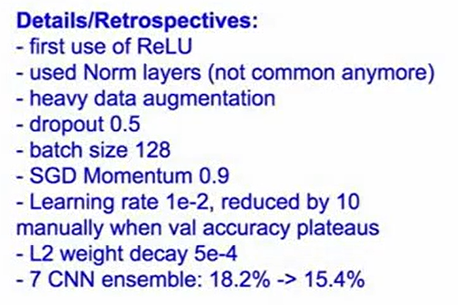 Details/Retrospectives:
- first use of ReLU
- used Norm layers (not common anymore)
- heavy data augmentation
- dropout 0.5
- batch size 128
- SGD Momentum 0.9
- Learning rate 1e-2, reduced by 10
manually when val accuracy plateaus
- L2 weight decay 5e-4
- 7 CNN ensemble: 18.2% -> 15.4%